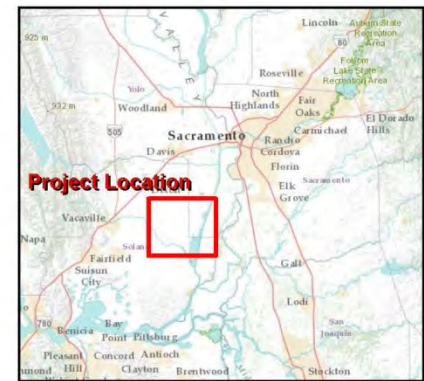 Lincoln Auburn State
Recreation
Area
80
925 m
VALLEY
Folsom
Lake State
Recreation Area
Roseville
Yolo
North
Highlands
Fair
Oaks
932 m
Woodland
El Dorado
Hills
505
Carmichael
Sacramento
Rancho
Cordova
Davis
Florin
Project Location
Elk
Grove
Sacramento
Vacaville
Napa
Solano
Fairfield
Galt
Suisun
City
Lodi
San
Joaquin
780
Benicia
Bay
Point Pittsburg
Pleasant
Hill
Concord Antioch
Clayton Brentwood
Stockton